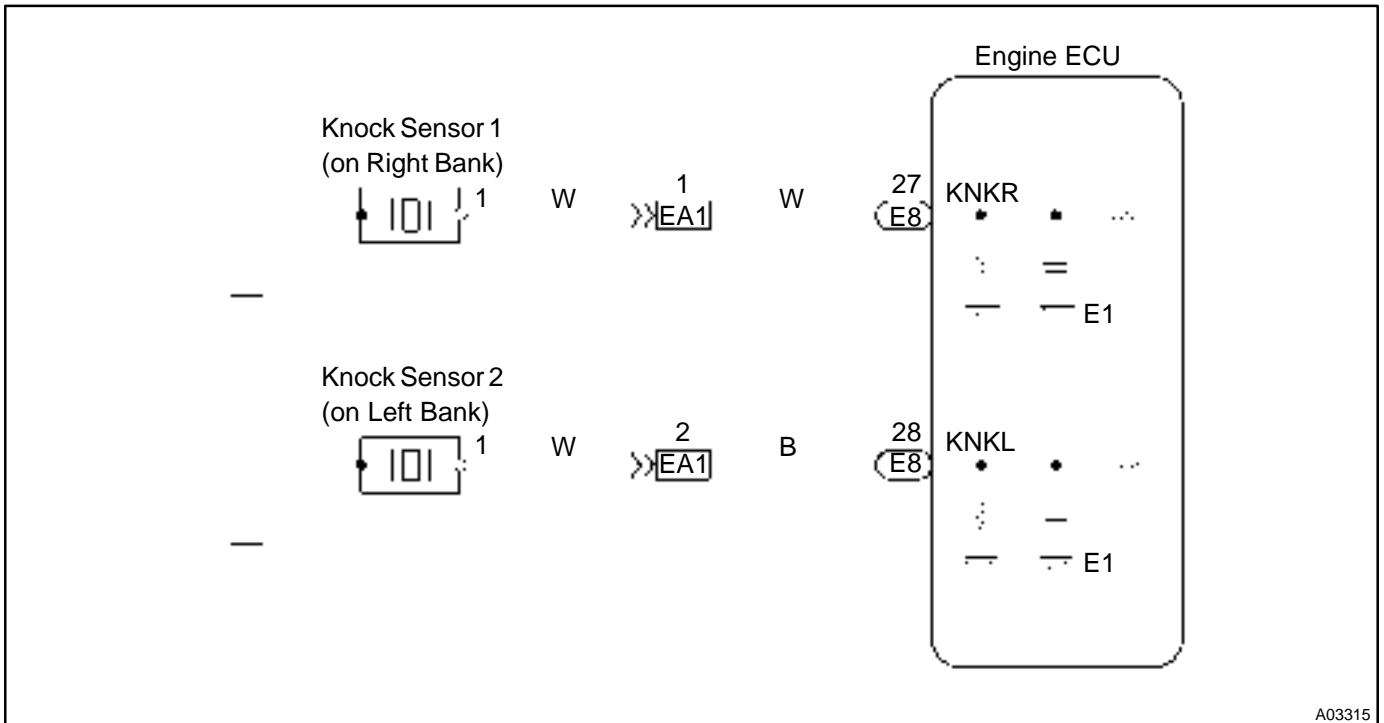 Engine ECU
Knock Sensor 1
(on Right Bank)
1
W
1
EA1
W
27
E8
KNKR
E1
Knock Sensor 2
(on Left Bank)
1
W
2
EA1
B
28
E8
KNKL
E1
A03315